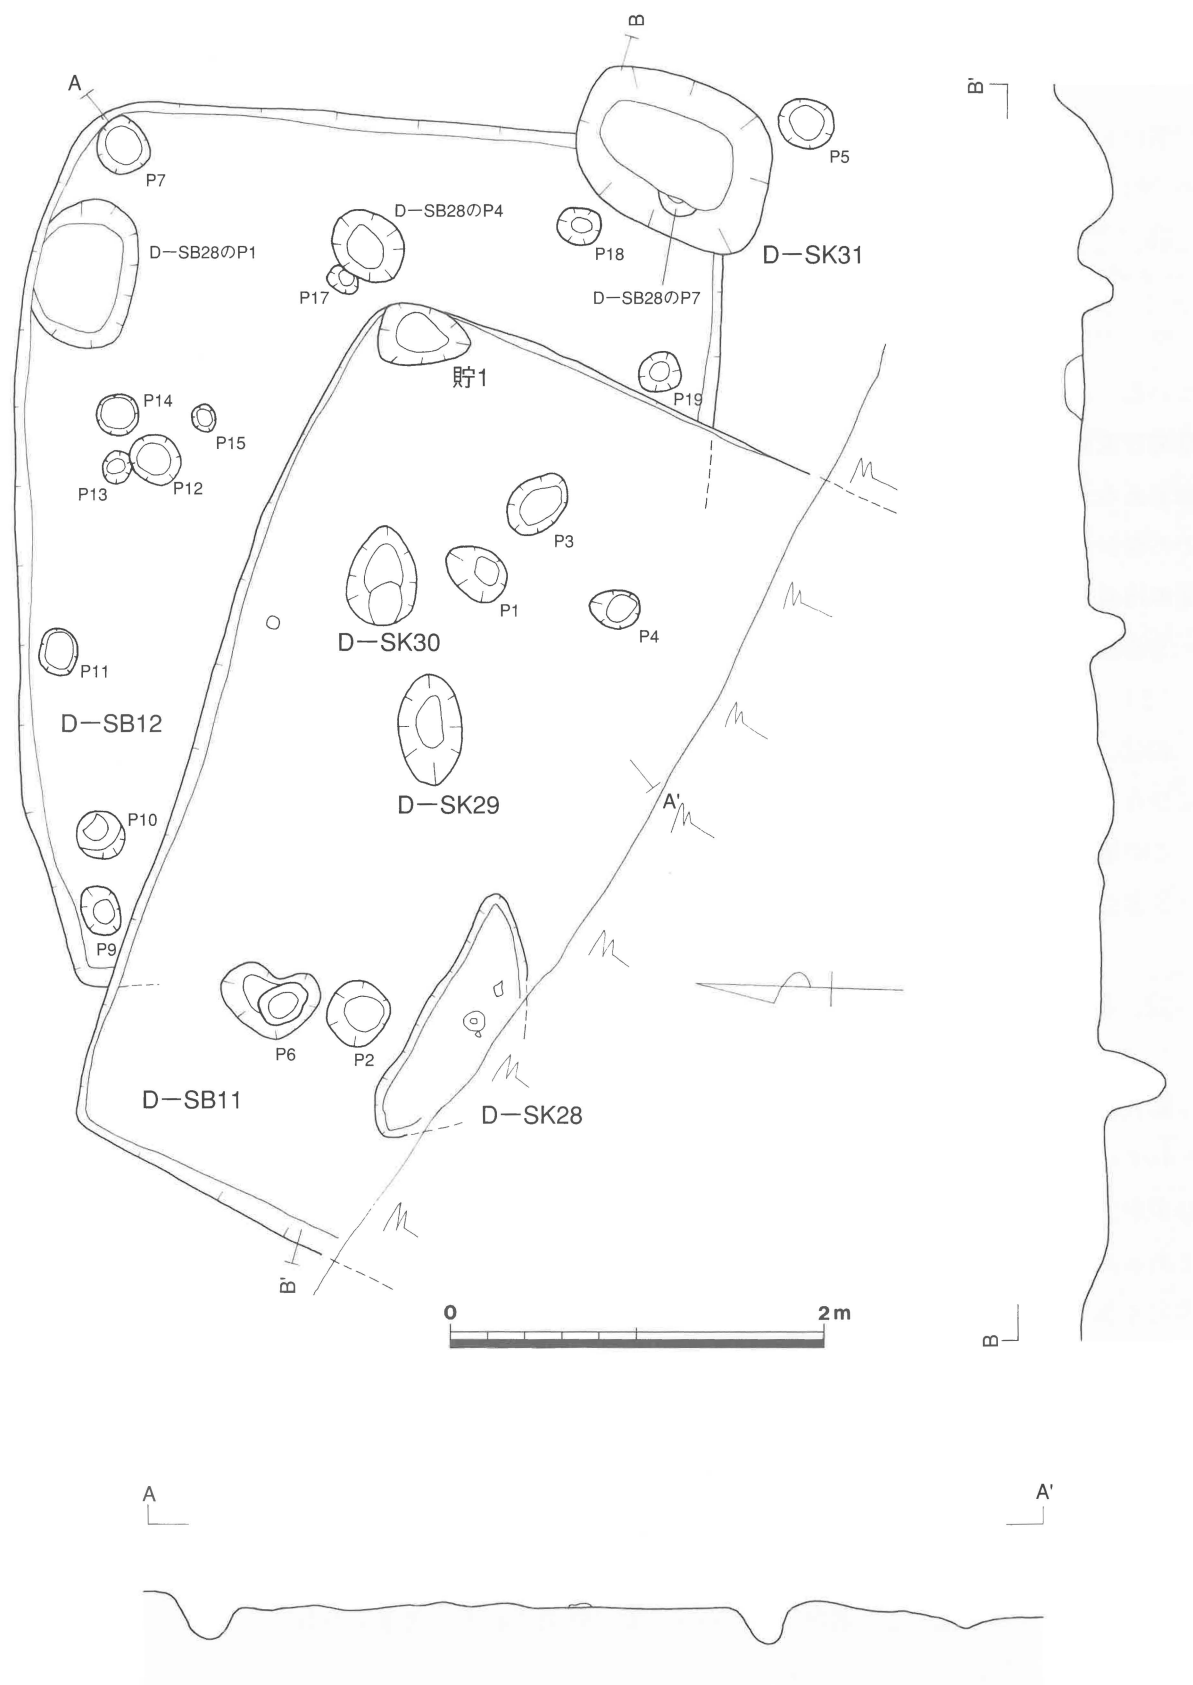 B
A
B'
P5
P7
D-SB28のP4
D-SB28のP1
P18
D-SK31
P17
D-SB28のP7
貯1
P19
P14
P15
P13
P12
P3
P1
D-SK30
P4
P11
D-SB12
D-SK29
A'
P10
P9
P6
P2
D-SB11
D-SK28
B'
0
2m
B
A
A'